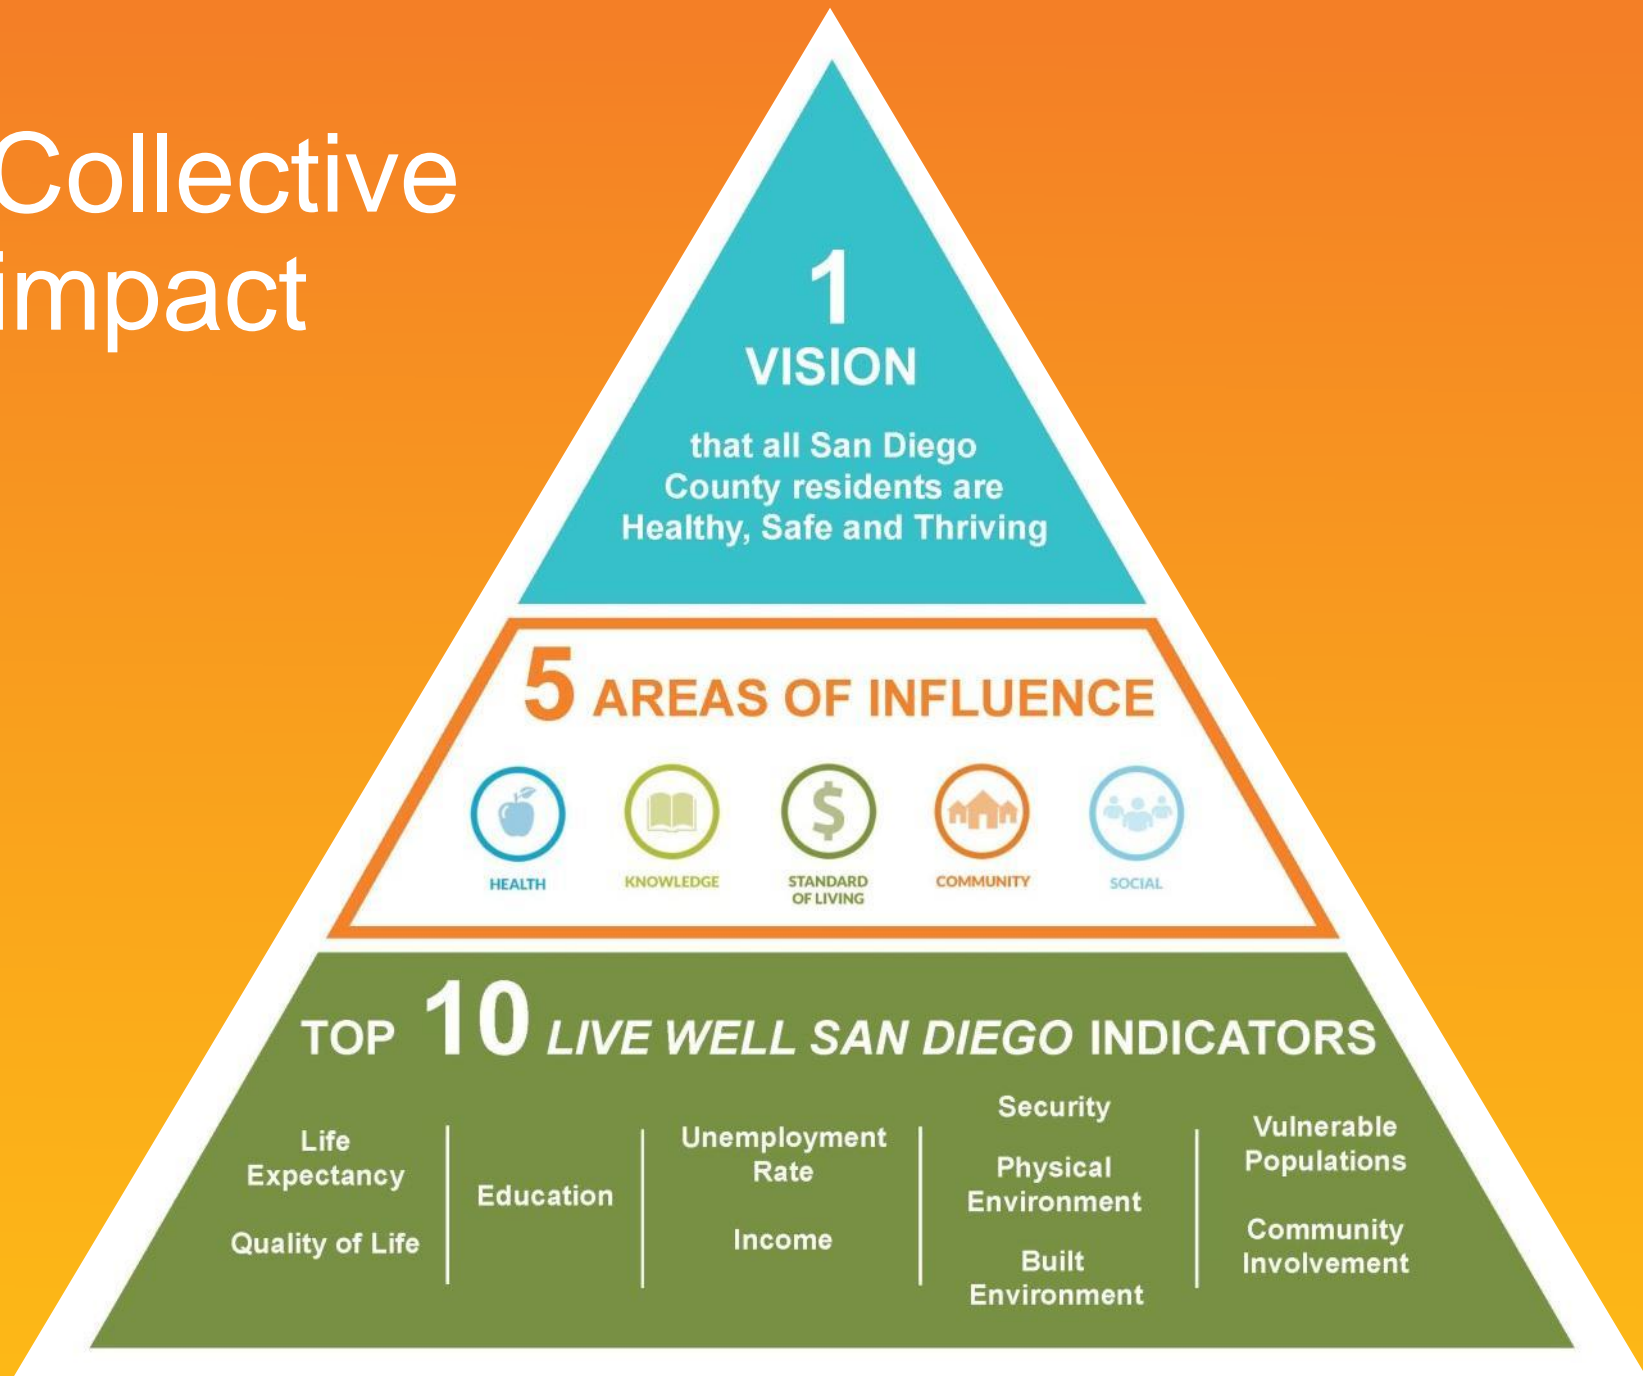 Collective
impact
1
VISION
that all San Diego
County residents are
Healthy, Safe and Thriving
5 AREAS OF INFLUENCE
HEALTH
KNOWLEDGE
$
STANDARD
OF LIVING
COMMUNITY
SOCIAL
TOP 10 LIVE WELL SAN DIEGO INDICATORS
Life
Expectancy
Quality of Life
Education
Unemployment
Rate
Income
Security
Physical
Environment
Built
Environment
Vulnerable
Populations
Community
Involvement